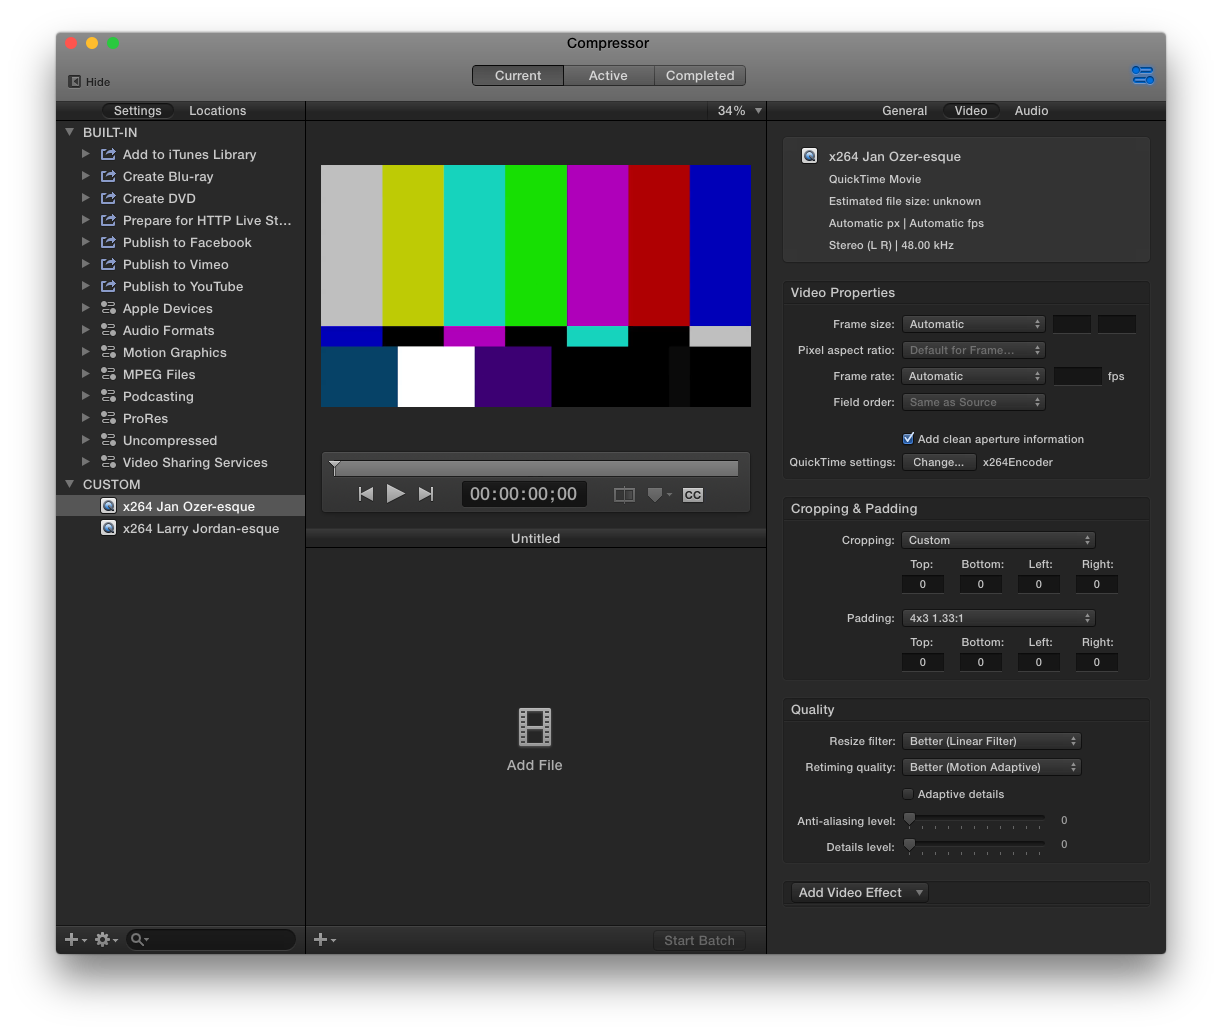 Compressor
Hide
Current Active Completed
Settings Locations
BUILT-IN
Add to iTunes Library
Create Blu-ray
Create DVD
Prepare for HTTP Live St...
Publish to Facebook
Publish to Vimeo
Publish to YouTube
Apple Devices
Audio Formats
Motion Graphics
MPEG Files
Podcasting
ProRes
Uncompressed
Video Sharing Services
CUSTOM
x264 Jan Ozer-esque
x264 Larry Jordan-esque
34%
00:00:00;00
CC
Untitled
Add File
Start Batch
General Video Audio
x264 Jan Ozer-esque
QuickTime Movie
Estimated file size: unknown
Automatic px | Automatic fps
Stereo (L R) | 48.00 kHz
Video Properties
Frame size: Automatic
Pixel aspect ratio: Default for Frame...
Frame rate: Automatic fps
Field order: Same as Source
Add clean aperture information
QuickTime settings: Change... x264Encoder
Cropping & Padding
Cropping: Custom
Top: Bottom: Left: Right:
0 0 0 0
Padding: 4x3 1.33:1
Top: Bottom: Left: Right:
0 0 0 0
Quality
Resize filter: Better (Linear Filter)
Retiming quality: Better (Motion Adaptive)
Adaptive details
Anti-aliasing level: 0
Details level: 0
Add Video Effect